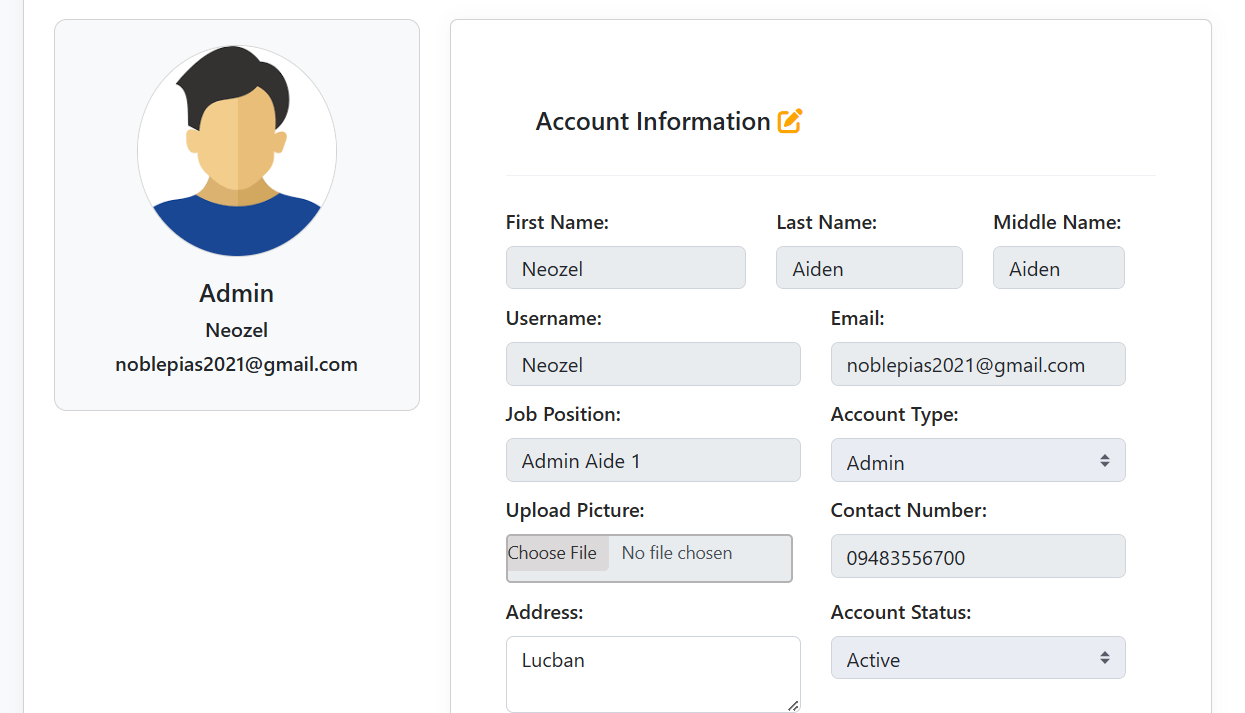 Admin
Neozel
noblepias2021@gmail.com
Account Information
First Name: Last Name: Middle Name:
Neozel Aiden Aiden
Username: Email:
Neozel noblepias2021@gmail.com
Job Position: Account Type:
Admin Aide 1 Admin
Upload Picture: Contact Number:
Choose File No file chosen 09483556700
Address: Account Status:
Lucban Active